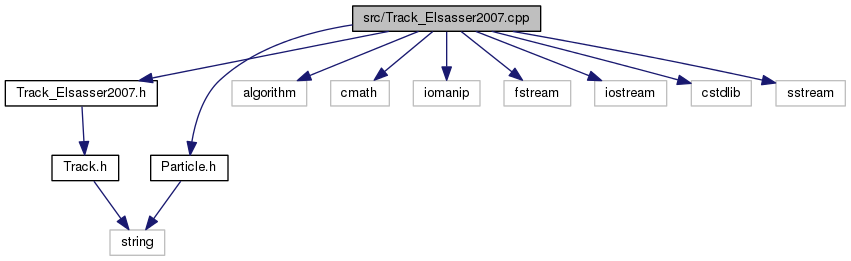 src/Track_Elsasser2007.cpp
Track_Elsasser2007.h
algorithm
cmath
iomanip
fstream
iostream
cstdlib
sstream
Track.h
Particle.h
string